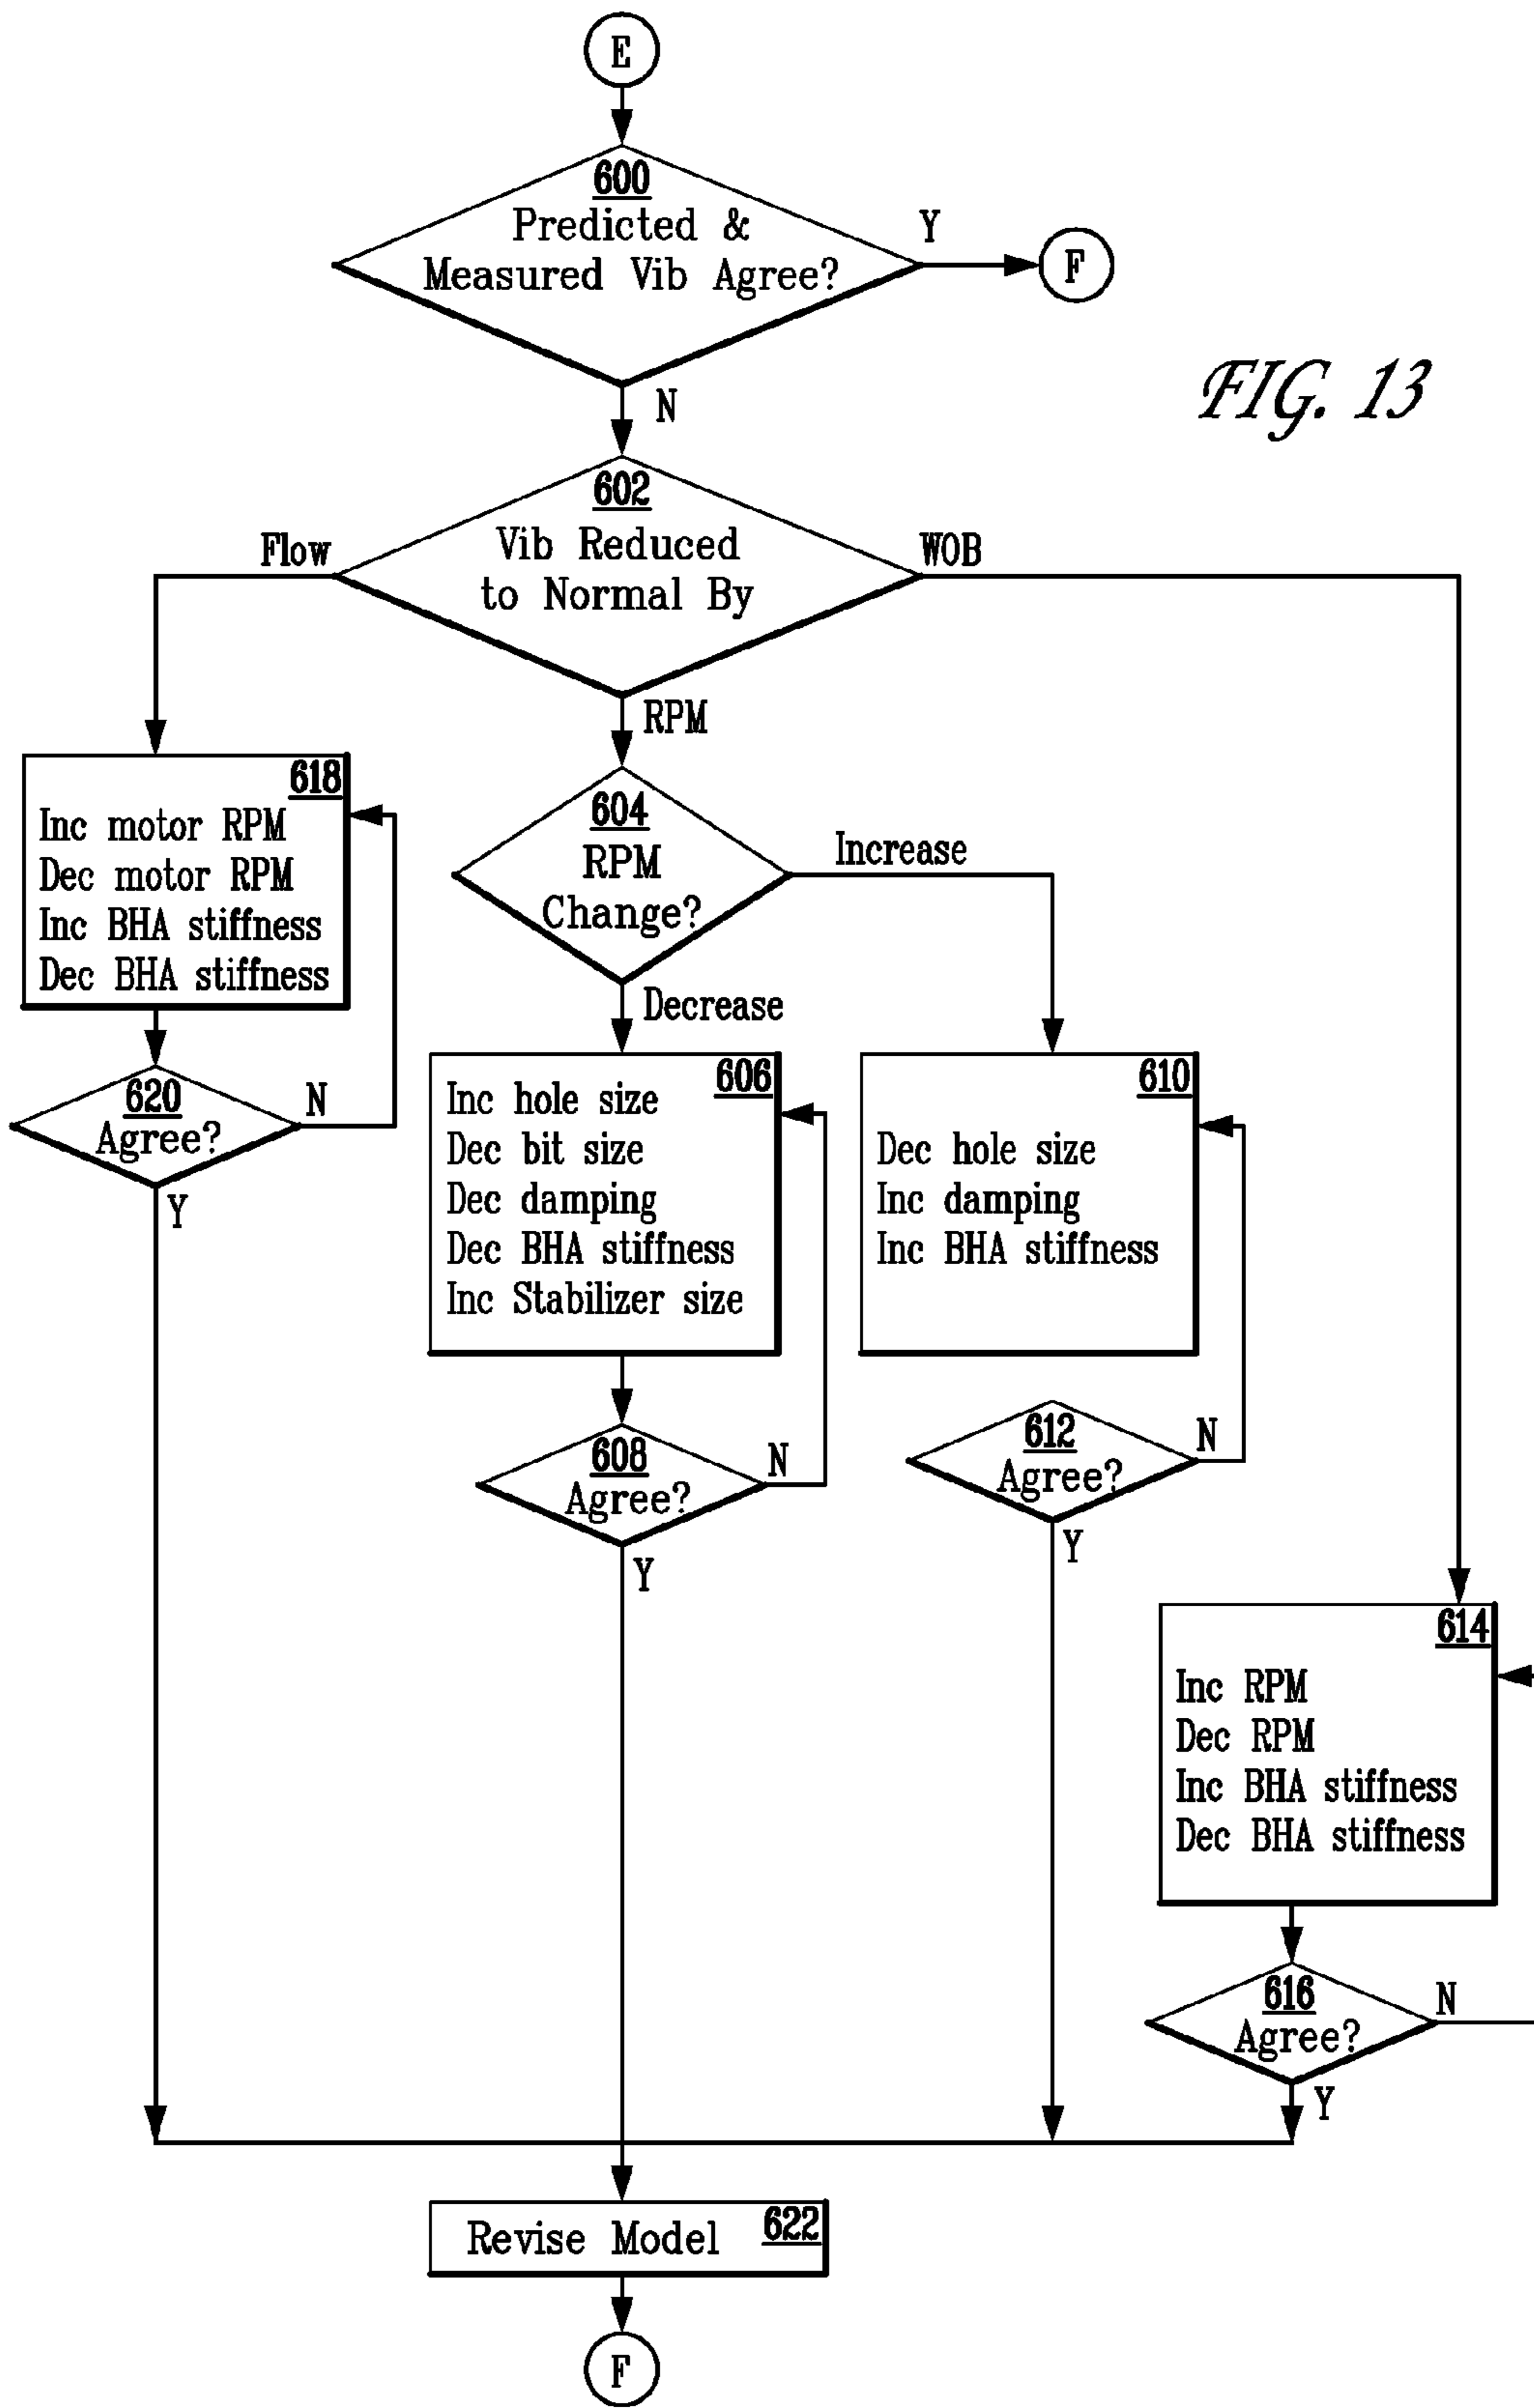 E
600
Predicted &
Measured Vib Agree?
Y
F
N
FIG. 13
602
Vib Reduced
to Normal By
Flow
WOB
RPM
618
Inc motor RPM
Dec motor RPM
Inc BHA stiffness
Dec BHA stiffness
604
RPM
Change?
Increase
Decrease
620
Agree?
N
Y
606
Inc hole size
Dec bit size
Dec damping
Dec BHA stiffness
Inc Stabilizer size
610
Dec hole size
Inc damping
Inc BHA stiffness
608
Agree?
N
Y
612
Agree?
N
Y
614
Inc RPM
Dec RPM
Inc BHA stiffness
Dec BHA stiffness
616
Agree?
N
Y
Revise Model 622
F